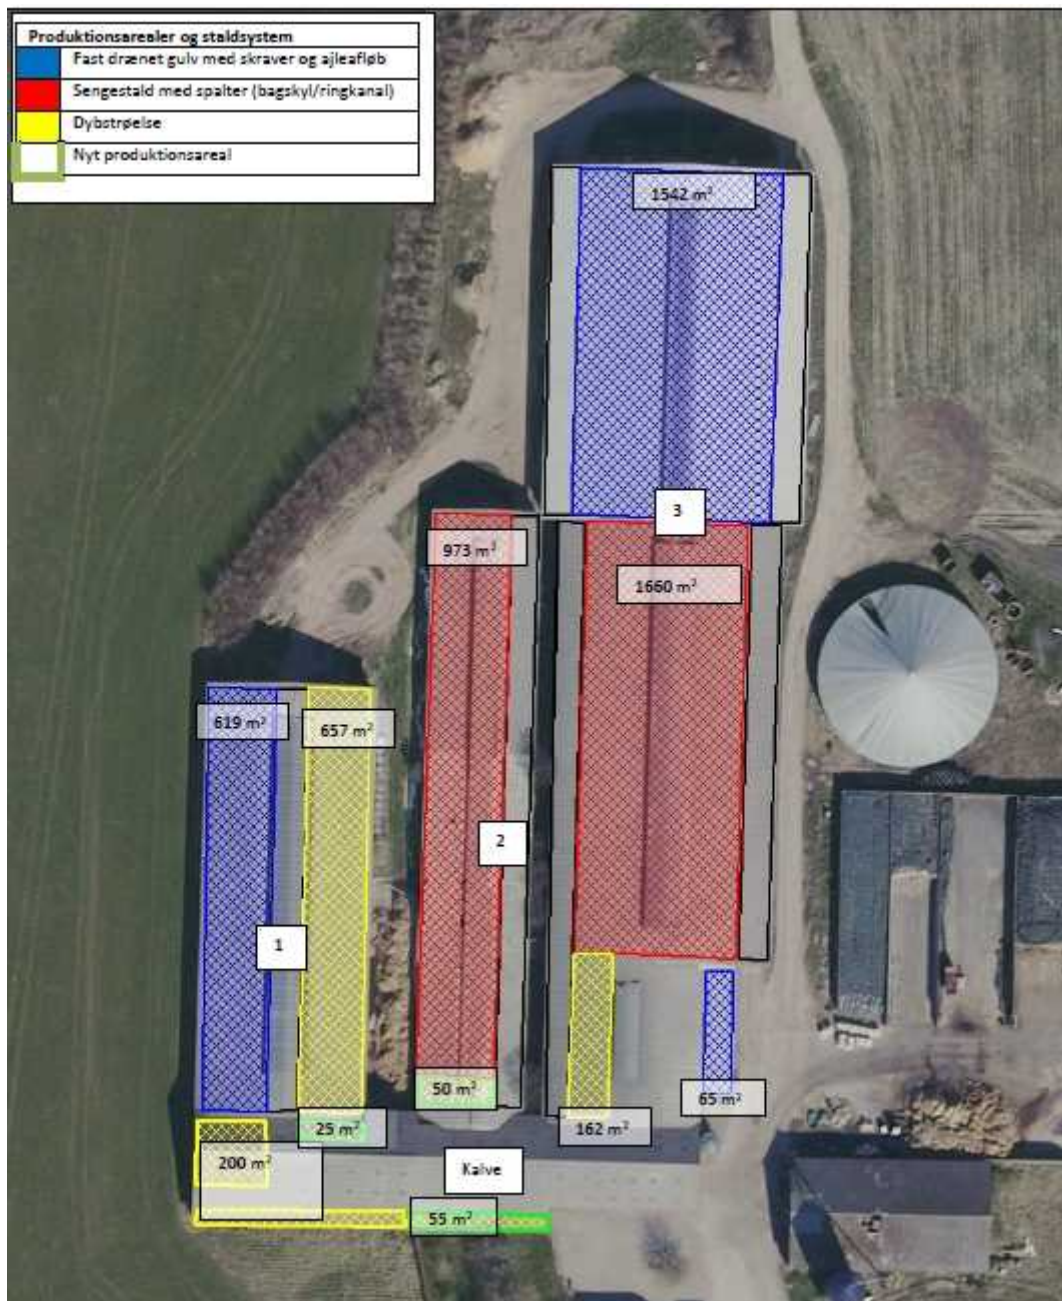 Produktionsarealer og staldsystem
Fast drænet gulv med skraver og ajleafløb
Sengestald med spalter (bagskyl/ringkanal)
Dybstrøelse
Nyt produktionsareal
1542 m²
3
973 m²
1660 m²
619 m²
657 m²
2
1
50 m²
65 m²
25 m²
162 m²
200 m²
Kalve
55 m²